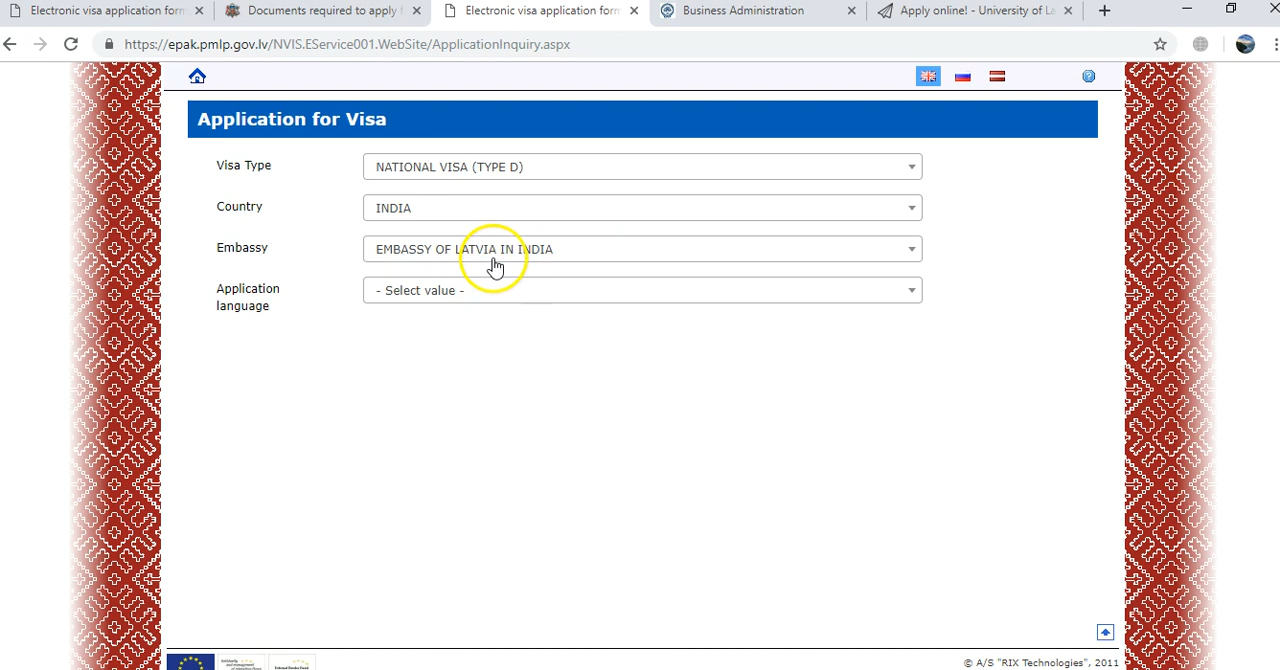 Electronic visa application form
Documents required to apply f
Electronic visa application form
Business Administration
Apply online! - University of La
https://epak.pmlp.gov.lv/NVIS.EService001.WebSite/ApplicationInquiry.aspx
Application for Visa
Visa Type
NATIONAL VISA (TYPE D)
Country
INDIA
Embassy
EMBASSY OF LATVIA IN INDIA
Application
language
- Select value -
© A/S "RIX Technologies", 2011